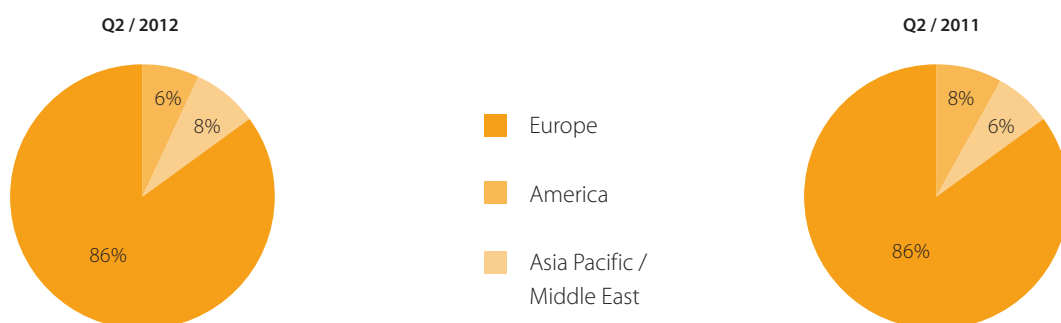 Q2 / 2012
6%
8%
86%
Europe
America
Asia Pacific /
Middle East
Q2 / 2011
8%
6%
86%